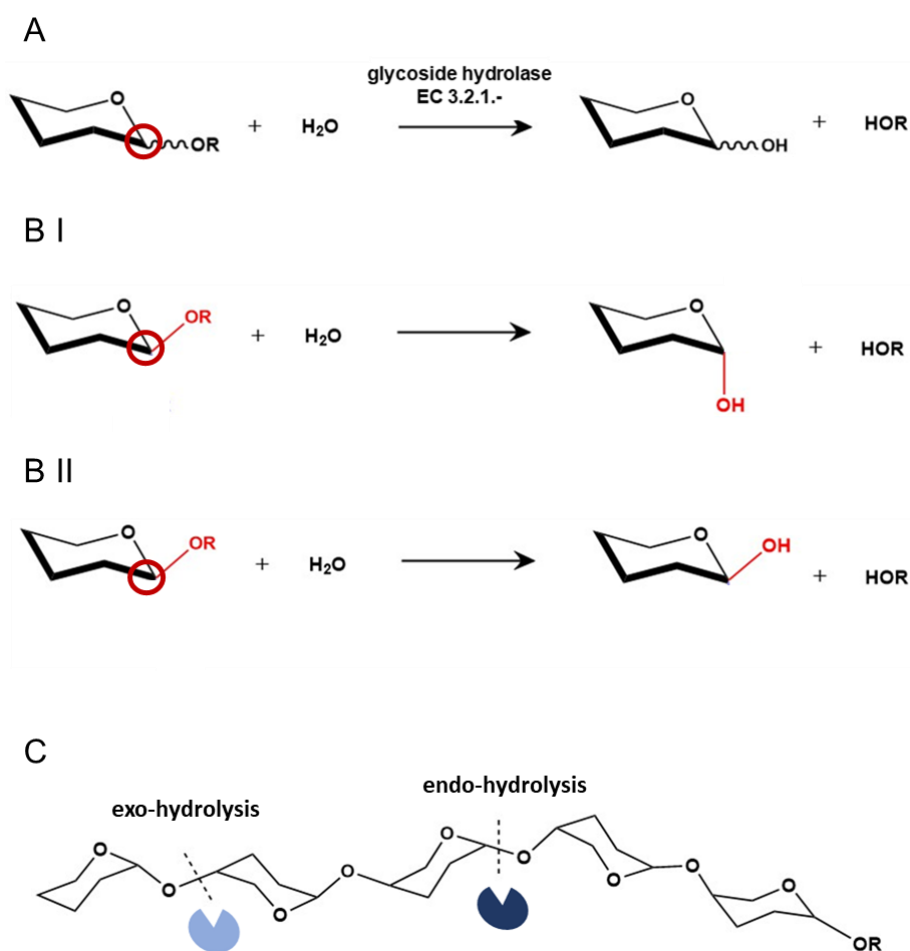 A
glycoside hydrolase
EC 3.2.1.-
O OR + H₂O O OH + HOR
B I
O OR + H₂O O OH + HOR
B II
O OR + H₂O O OH + HOR
C
exo-hydrolysis endo-hydrolysis
O O O O O O O O O OR